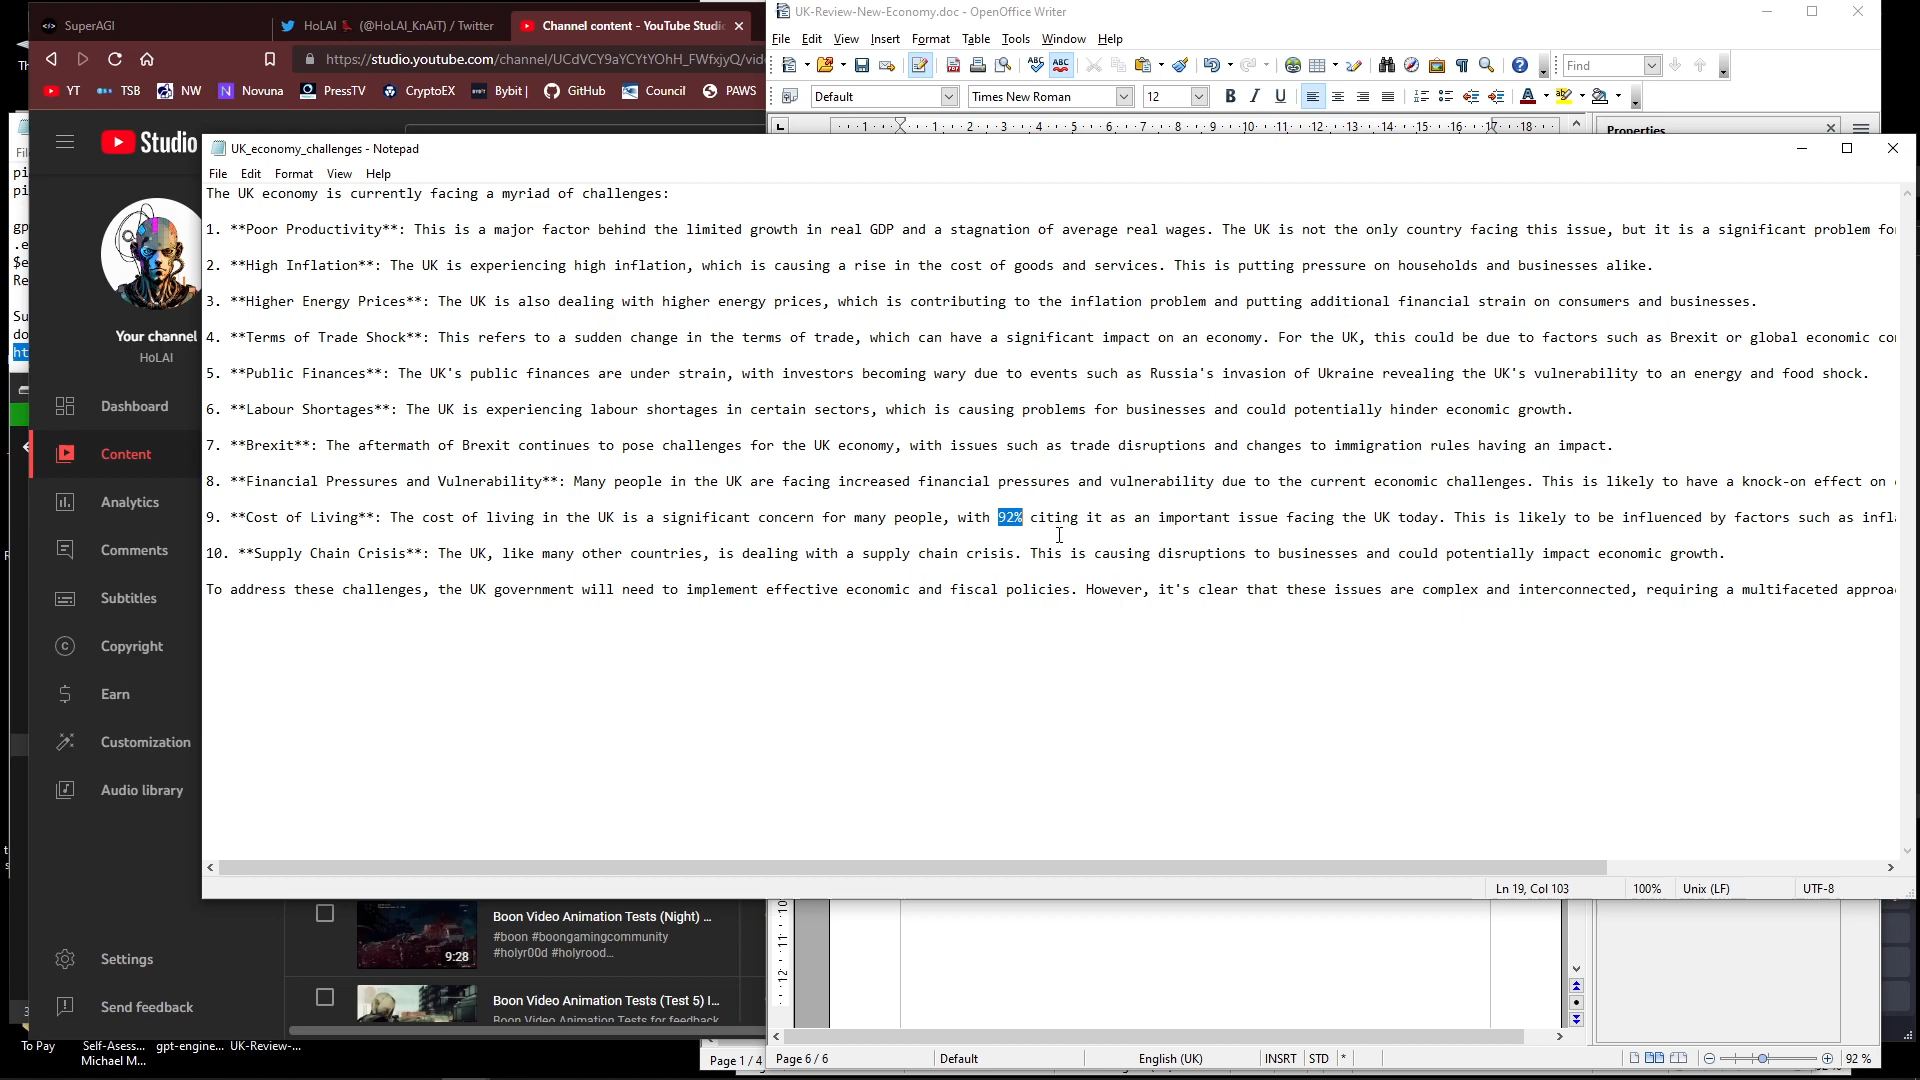 SuperAGI
HoLAI (@HoLAI_KnAiT) / Twitter
Channel content - YouTube Studi
https://studio.youtube.com/channel/UCdVCY9aYCYtYOhH_FWfxjyQ/vid
YT TSB NW Novuna PressTV CryptoEX Bybit | GitHub Council PAWS
UK-Review-New-Economy.doc - OpenOffice Writer
File Edit View Insert Format Table Tools Window Help
Find
Default Times New Roman 12
Properties
Studio
UK_economy_challenges - Notepad
File Edit Format View Help
The UK economy is currently facing a myriad of challenges:
1. **Poor Productivity**: This is a major factor behind the limited growth in real GDP and a stagnation of average real wages. The UK is not the only country facing this issue, but it is a significant problem fo
2. **High Inflation**: The UK is experiencing high inflation, which is causing a rise in the cost of goods and services. This is putting pressure on households and businesses alike.
3. **Higher Energy Prices**: The UK is also dealing with higher energy prices, which is contributing to the inflation problem and putting additional financial strain on consumers and businesses.
4. **Terms of Trade Shock**: This refers to a sudden change in the terms of trade, which can have a significant impact on an economy. For the UK, this could be due to factors such as Brexit or global economic co
5. **Public Finances**: The UK's public finances are under strain, with investors becoming wary due to events such as Russia's invasion of Ukraine revealing the UK's vulnerability to an energy and food shock.
6. **Labour Shortages**: The UK is experiencing labour shortages in certain sectors, which is causing problems for businesses and could potentially hinder economic growth.
7. **Brexit**: The aftermath of Brexit continues to pose challenges for the UK economy, with issues such as trade disruptions and changes to immigration rules having an impact.
8. **Financial Pressures and Vulnerability**: Many people in the UK are facing increased financial pressures and vulnerability due to the current economic challenges. This is likely to have a knock-on effect on
9. **Cost of Living**: The cost of living in the UK is a significant concern for many people, with 92% citing it as an important issue facing the UK today. This is likely to be influenced by factors such as infl
10. **Supply Chain Crisis**: The UK, like many other countries, is dealing with a supply chain crisis. This is causing disruptions to businesses and could potentially impact economic growth.
To address these challenges, the UK government will need to implement effective economic and fiscal policies. However, it's clear that these issues are complex and interconnected, requiring a multifaceted approa
Ln 19, Col 103 100% Unix (LF) UTF-8
Your channel
HoLAI
Dashboard
Content
Analytics
Comments
Subtitles
Copyright
Earn
Customization
Audio library
Settings
Send feedback
Boon Video Animation Tests (Night) ...
#boon #boongamingcommunity
#holyr00d #holyrood...
9:28
Boon Video Animation Tests (Test 5) I...
Boon Video Animation Tests for feedback
To Pay
Self-Asess... Michael M...
gpt-engine...
UK-Review-...
Page 1 / 4
Page 6 / 6 Default English (UK) INSRT STD * 92 %